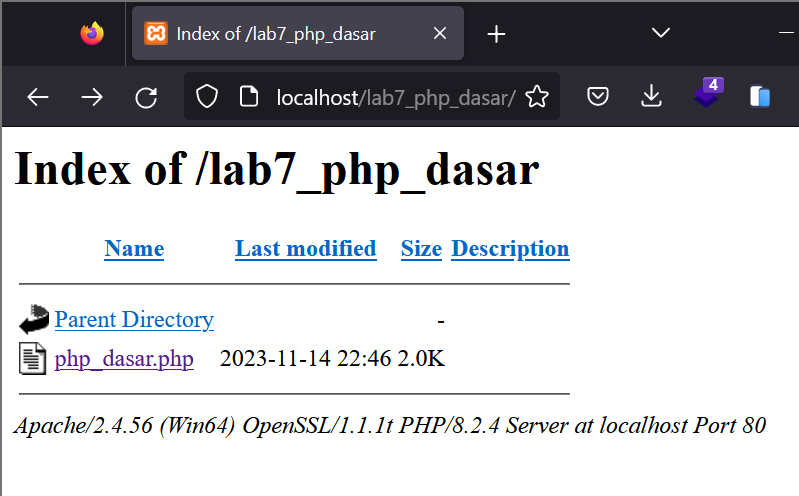 Index of /lab7_php_dasar
localhost/lab7_php_dasar/
4
Index of /lab7_php_dasar
Name Last modified Size Description
Parent Directory -
php_dasar.php 2023-11-14 22:46 2.0K
Apache/2.4.56 (Win64) OpenSSL/1.1.1t PHP/8.2.4 Server at localhost Port 80